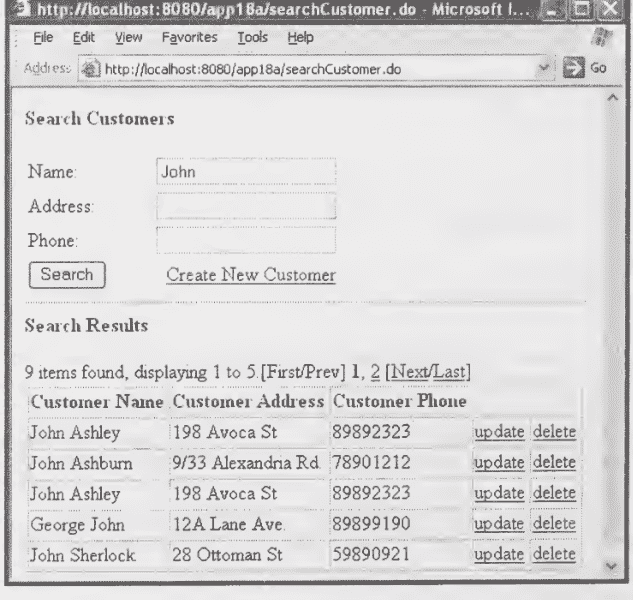 http://localhost:8080/app18a/searchCustomer.do - Microsoft I...
File Edit View Favorites Tools Help
Address http://localhost:8080/app18a/searchCustomer.do Go
Search Customers
Name: John
Address:
Phone:
Search Create New Customer
Search Results
9 items found, displaying 1 to 5.[First/Prev] 1, 2 [Next/Last]
Customer Name Customer Address Customer Phone
John Ashley 198 Avoca St 89892323 update delete
John Ashburn 9/33 Alexandria Rd 78901212 update delete
John Ashley 198 Avoca St 89892323 update delete
George John 12A Lane Ave. 89899190 update delete
John Sherlock 28 Ottoman St 59890921 update delete